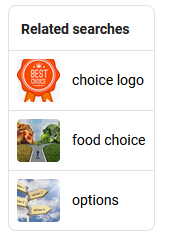 Related searches
BEST
CHOICE
choice logo
food choice
options